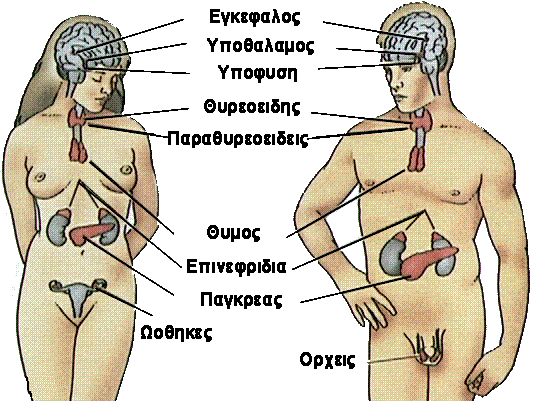 Εγκεφαλος
Υποθαλαμος
Υποφυση
Θυρεοειδης
Παραθυρεοειδεις
Θυμος
Επινεφριδια
Παγκρεας
Ωοθηκες
Ορχεις